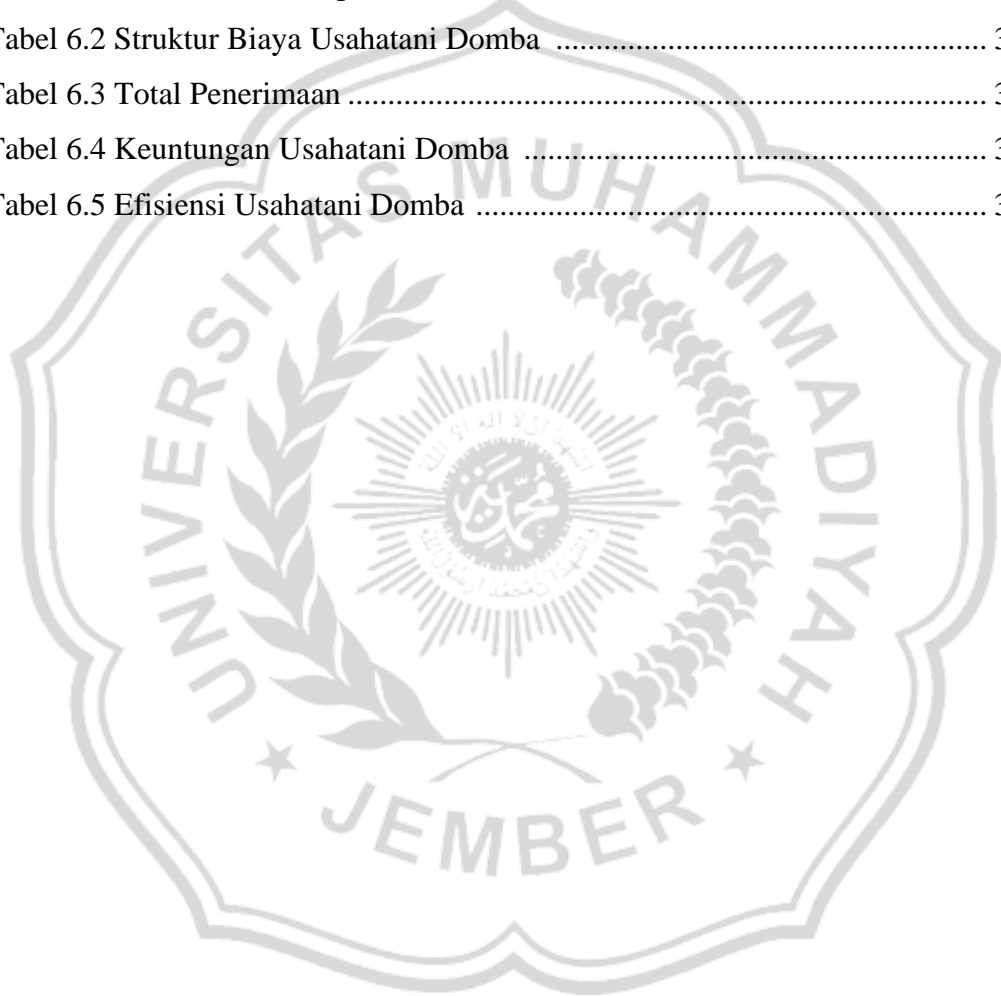 Tabel 6.2 Struktur Biaya Usahatani Domba ........................................................................................... 3
Tabel 6.3 Total Penerimaan ........................................................................................... 3
Tabel 6.4 Keuntungan Usahatani Domba ........................................................................................... 3
Tabel 6.5 Efisiensi Usahatani Domba ........................................................................................... 3
UNIVERSITAS MUHAMMADIYAH
JEMBER